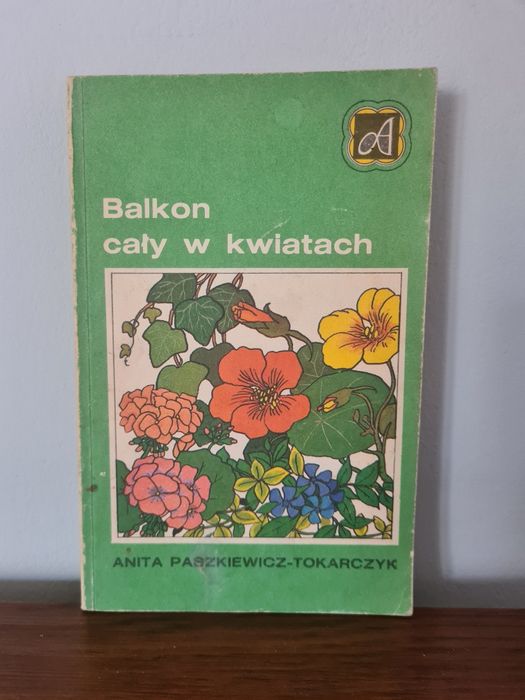 A
Balkon
cały w kwiatach
ANITA PASZKIEWICZ-TOKARCZYK